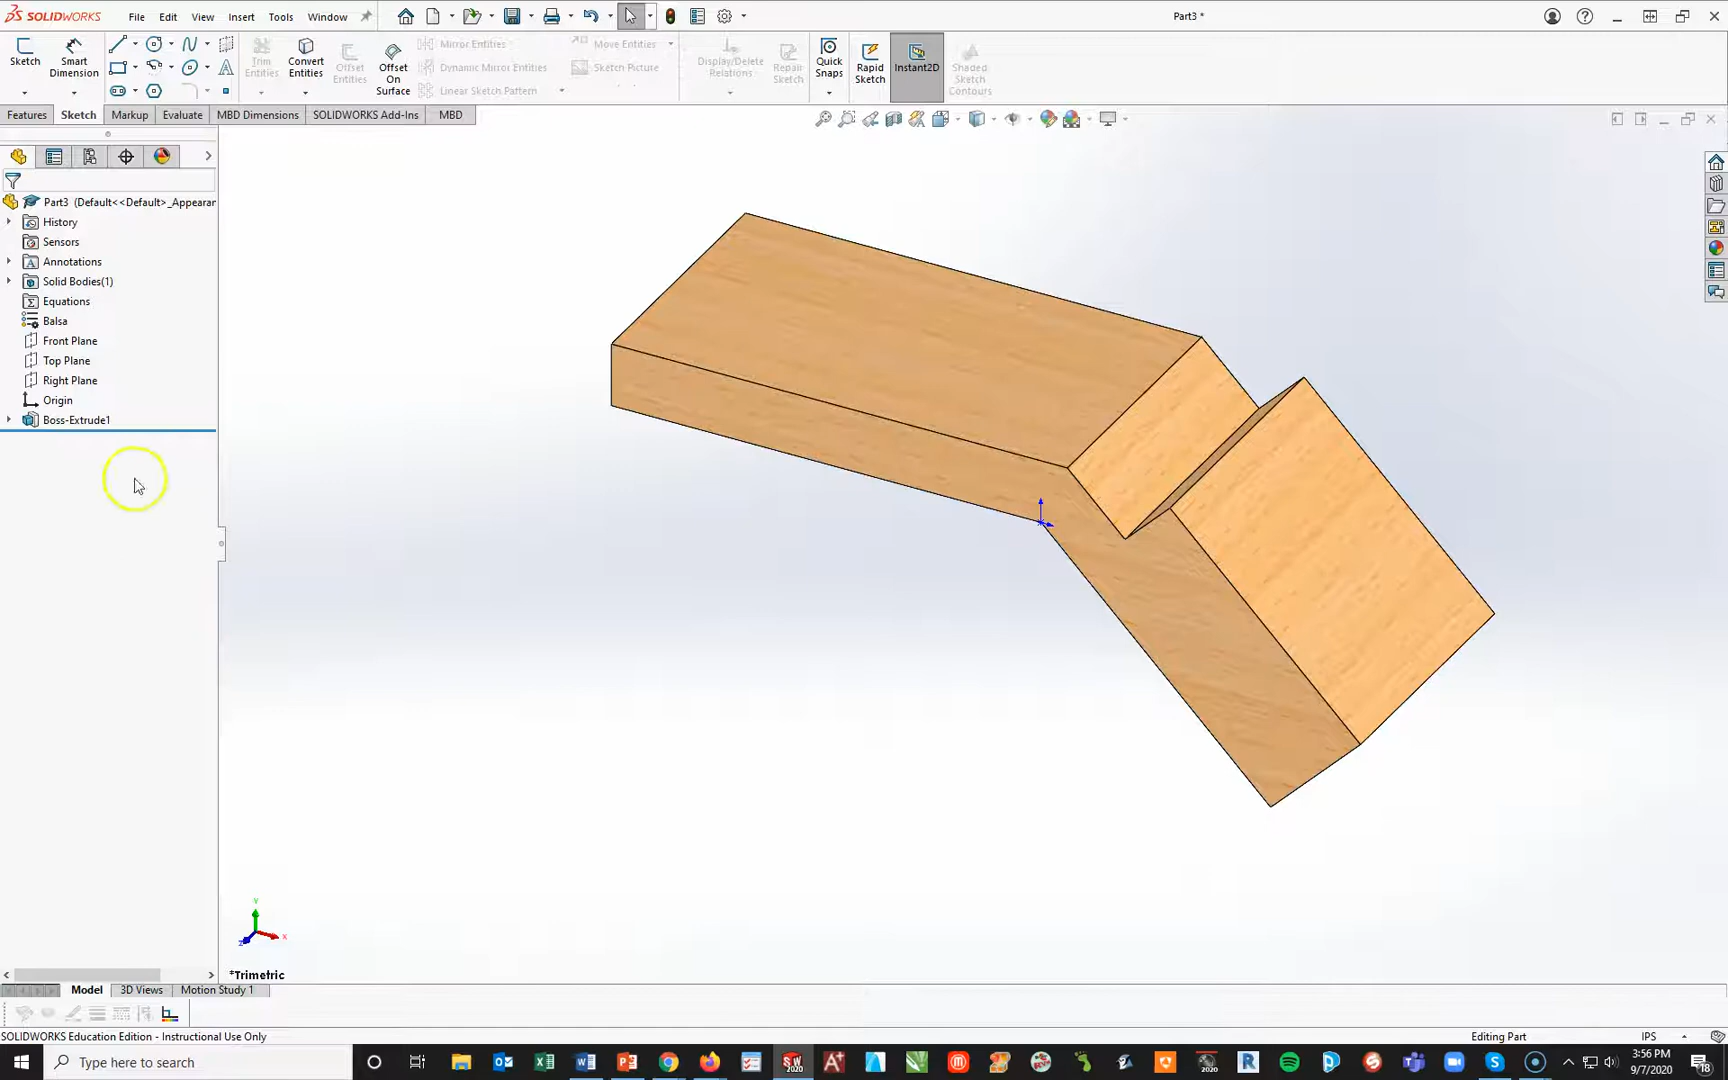 SOLIDWORKS File Edit View Insert Tools Window Part3 *
Sketch Smart Dimension Trim Entities Convert Entities Offset Entities Offset On Surface Mirror Entities Dynamic Mirror Entities Linear Sketch Pattern Move Entities Sketch Picture Display/Delete Relations Repair Sketch Quick Snaps Rapid Sketch Instant2D Shaded Sketch Contours
Features Sketch Markup Evaluate MBD Dimensions SOLIDWORKS Add-Ins MBD
Part3 (Default<<Default>_Appearar
History
Sensors
Annotations
Solid Bodies(1)
Equations
Balsa
Front Plane
Top Plane
Right Plane
Origin
Boss-Extrude1
Y
X
Z
*Trimetric
Model 3D Views Motion Study 1
SOLIDWORKS Education Edition - Instructional Use Only Editing Part IPS
Type here to search
3:56 PM
9/7/2020
18